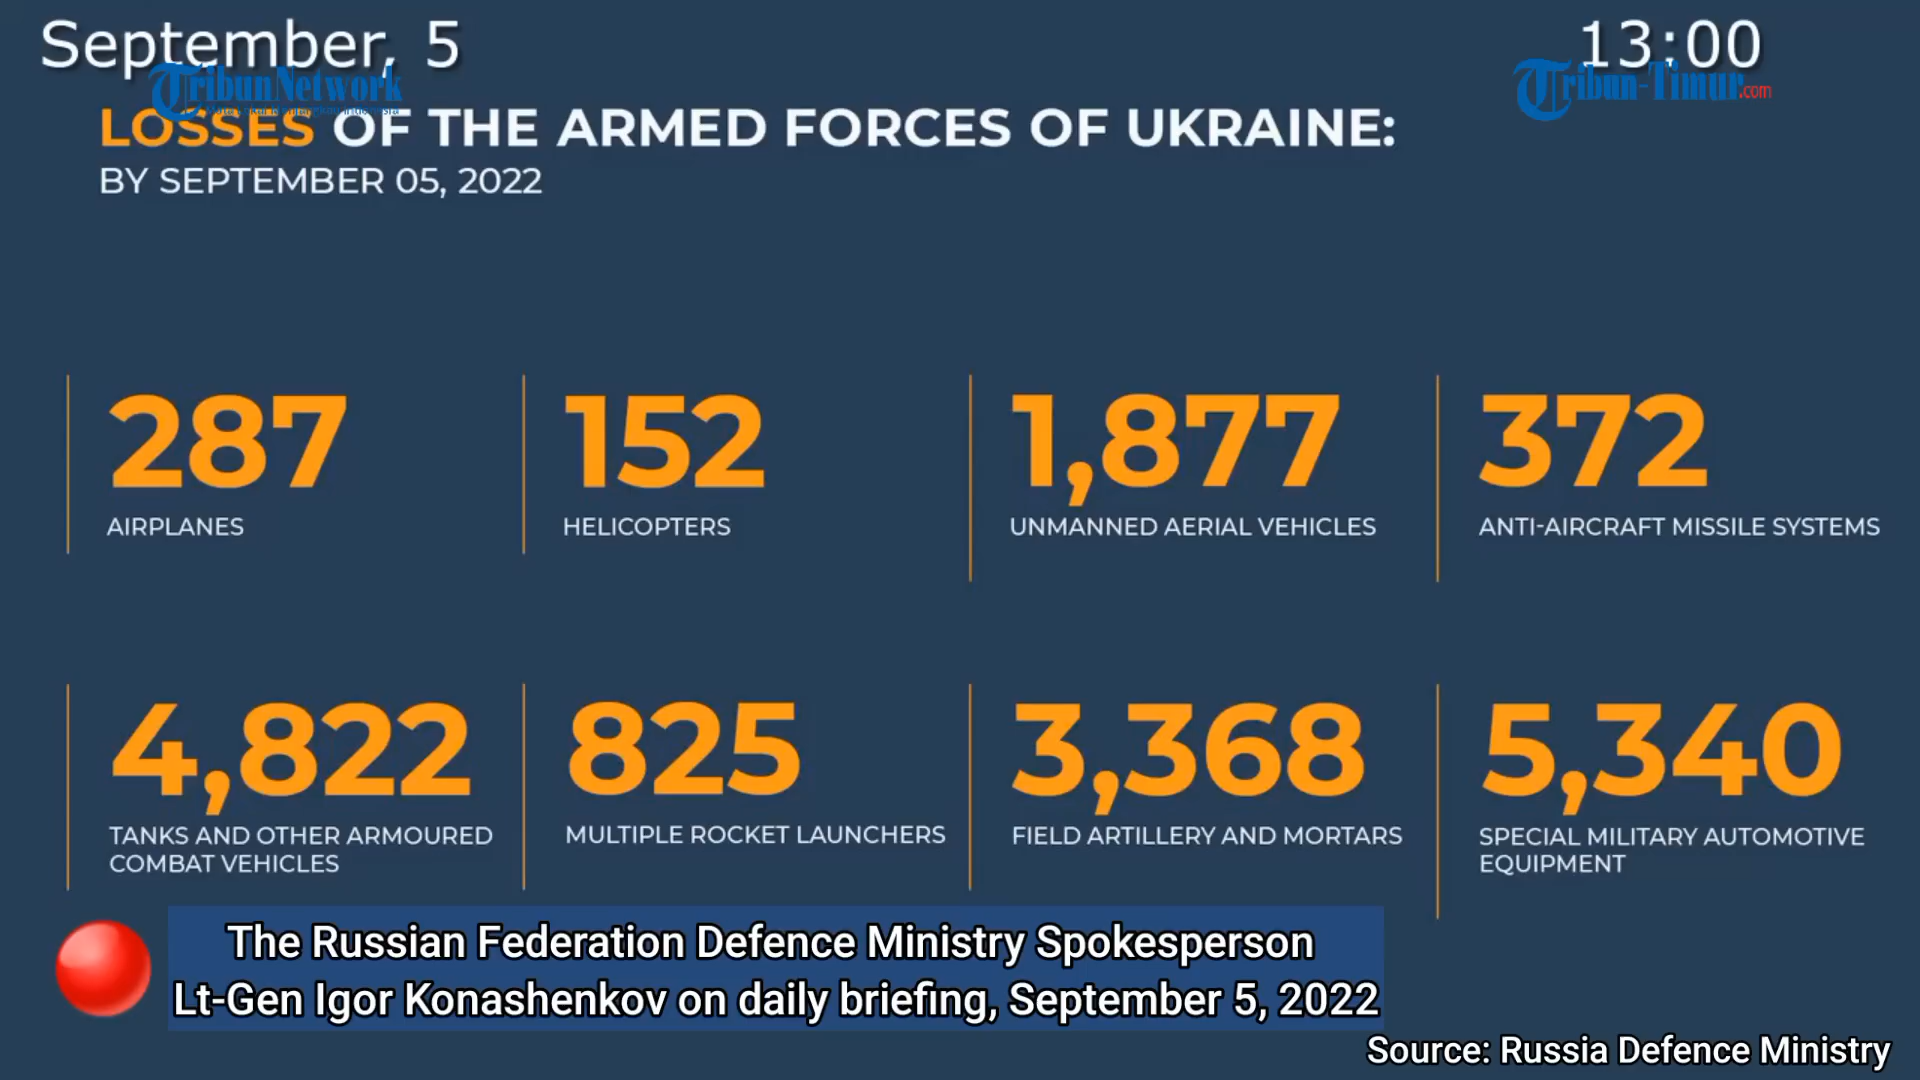 September, 5
13:00
TribunNetwork
Tribun-Timur.com
LOSSES OF THE ARMED FORCES OF UKRAINE:
BY SEPTEMBER 05, 2022
287
AIRPLANES
152
HELICOPTERS
1,877
UNMANNED AERIAL VEHICLES
372
ANTI-AIRCRAFT MISSILE SYSTEMS
4,822
TANKS AND OTHER ARMOURED
COMBAT VEHICLES
825
MULTIPLE ROCKET LAUNCHERS
3,368
FIELD ARTILLERY AND MORTARS
5,340
SPECIAL MILITARY AUTOMOTIVE
EQUIPMENT
The Russian Federation Defence Ministry Spokesperson
Lt-Gen Igor Konashenkov on daily briefing, September 5, 2022
Source: Russia Defence Ministry